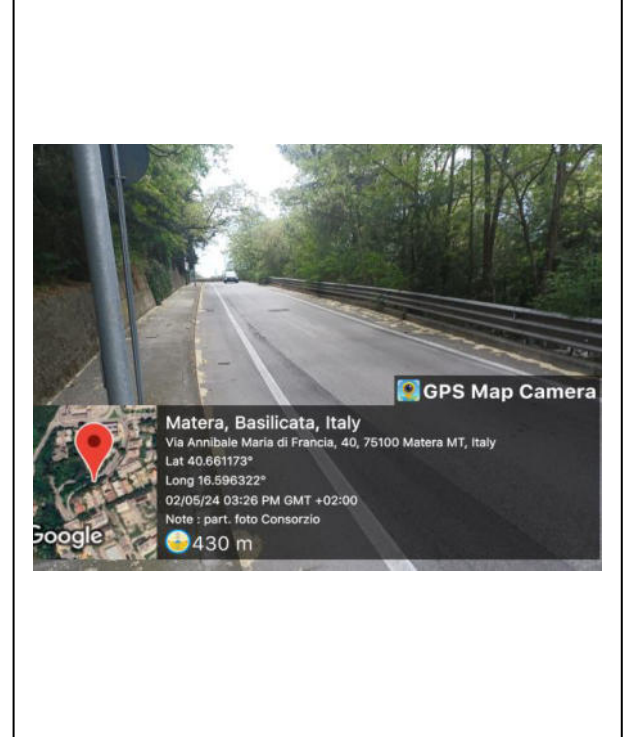 GPS Map Camera
Matera, Basilicata, Italy
Via Annibale Maria di Francia, 40, 75100 Matera MT, Italy
Lat 40.661173°
Long 16.596322°
02/05/24 03:26 PM GMT +02:00
Note : part. foto Consorzio
Google
430 m